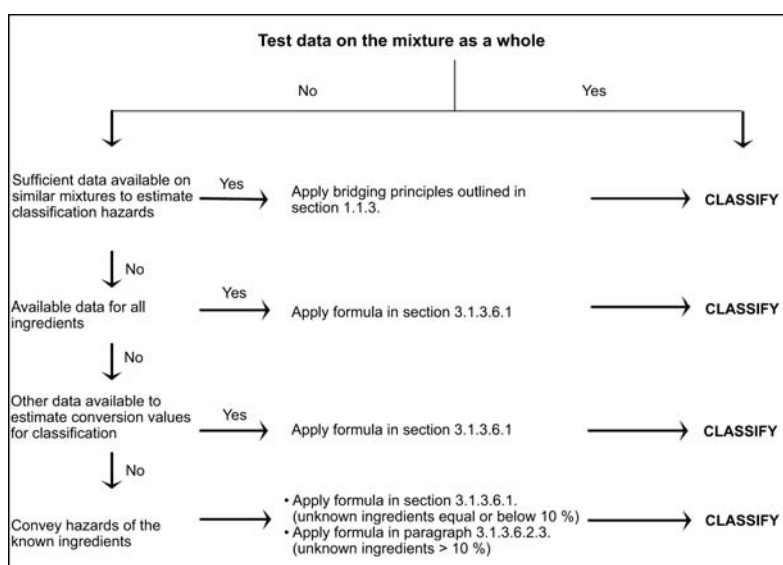 Test data on the mixture as a whole
No
Yes
Sufficient data available on
similar mixtures to estimate
classification hazards
Yes
Apply bridging principles outlined in
section 1.1.3.
CLASSIFY
No
Available data for all
ingredients
Yes
Apply formula in section 3.1.3.6.1
CLASSIFY
No
Other data available to
estimate conversion values
for classification
Yes
Apply formula in section 3.1.3.6.1
CLASSIFY
No
Convey hazards of the
known ingredients
• Apply formula in section 3.1.3.6.1.
(unknown ingredients equal or below 10 %)
• Apply formula in paragraph 3.1.3.6.2.3.
(unknown ingredients > 10 %)
CLASSIFY